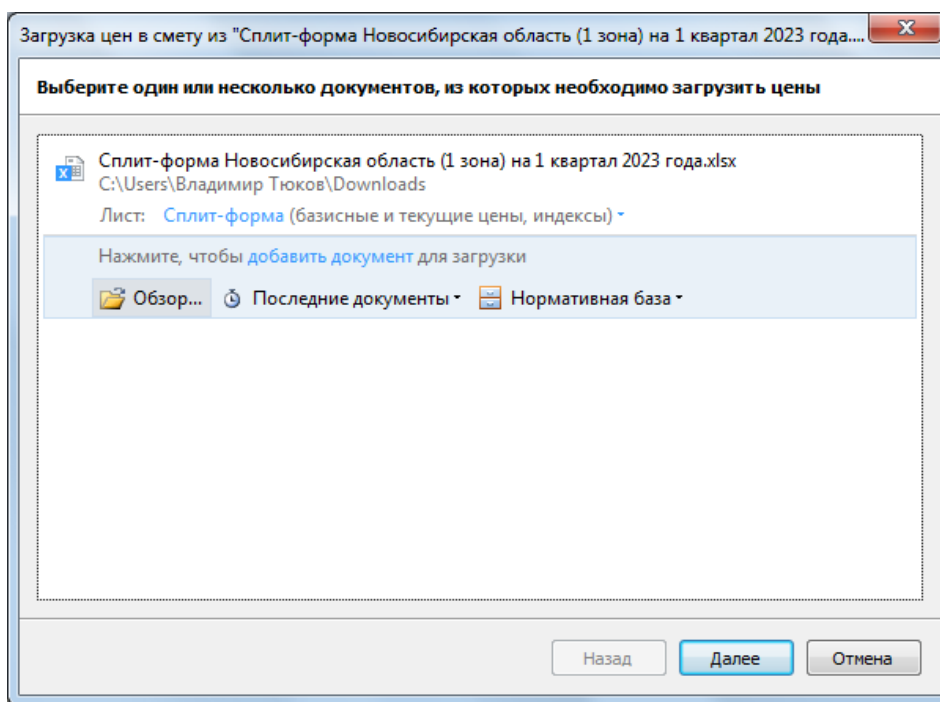 Загрузка цен в смету из "Сплит-форма Новосибирская область (1 зона) на 1 квартал 2023 года....
Выберите один или несколько документов, из которых необходимо загрузить цены
Сплит-форма Новосибирская область (1 зона) на 1 квартал 2023 года.xlsx
C:\Users\Владимир Тюков\Downloads
Лист: Сплит-форма (базисные и текущие цены, индексы)
Нажмите, чтобы добавить документ для загрузки
Обзор... Последние документы Нормативная база
Назад Далее Отмена